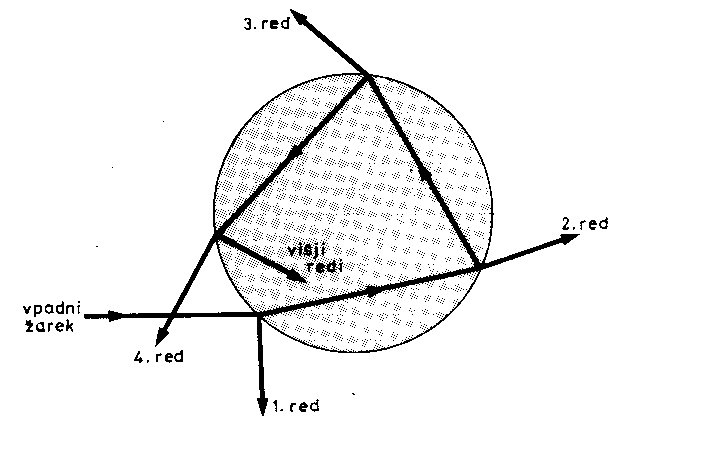 3. red
2. red
višji
redi
vpadni
žarek
4. red
1. red